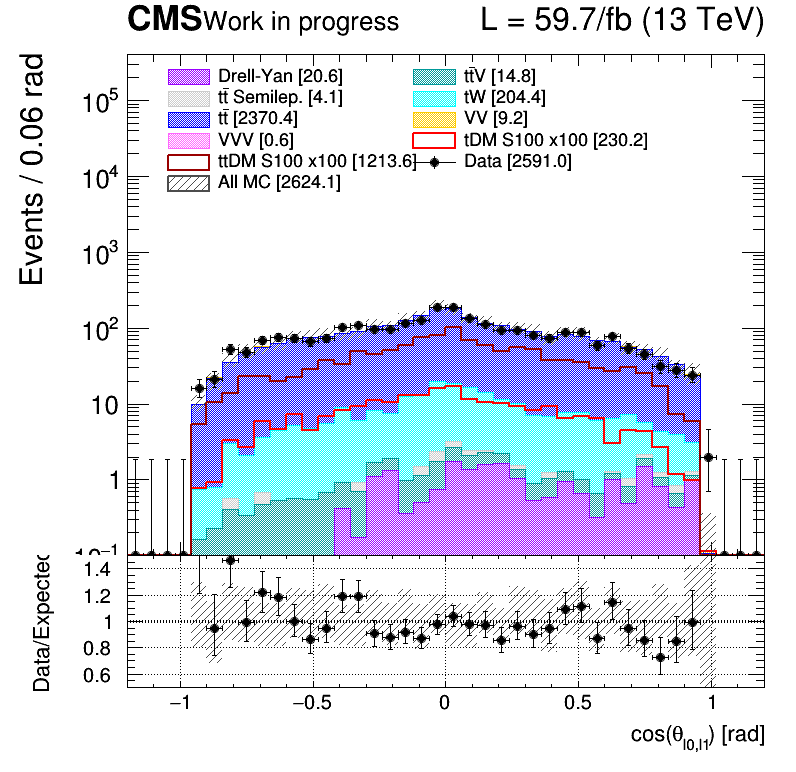 CMS Work in progress L = 59.7/fb (13 TeV)
Drell-Yan [20.6] tt̄V [14.8]
tt̄ Semilep. [4.1] tW [204.4]
tt̄ [2370.4] VV [9.2]
VVV [0.6] tDM S100 x100 [230.2]
ttDM S100 x100 [1213.6] Data [2591.0]
All MC [2624.1]
Events / 0.06 rad
10⁵
10⁴
10³
10²
10
1
10⁻¹
Data/Expected
1.4
1.2
1
0.8
0.6
−1 −0.5 0 0.5 1
cos(θ_l0,l1) [rad]